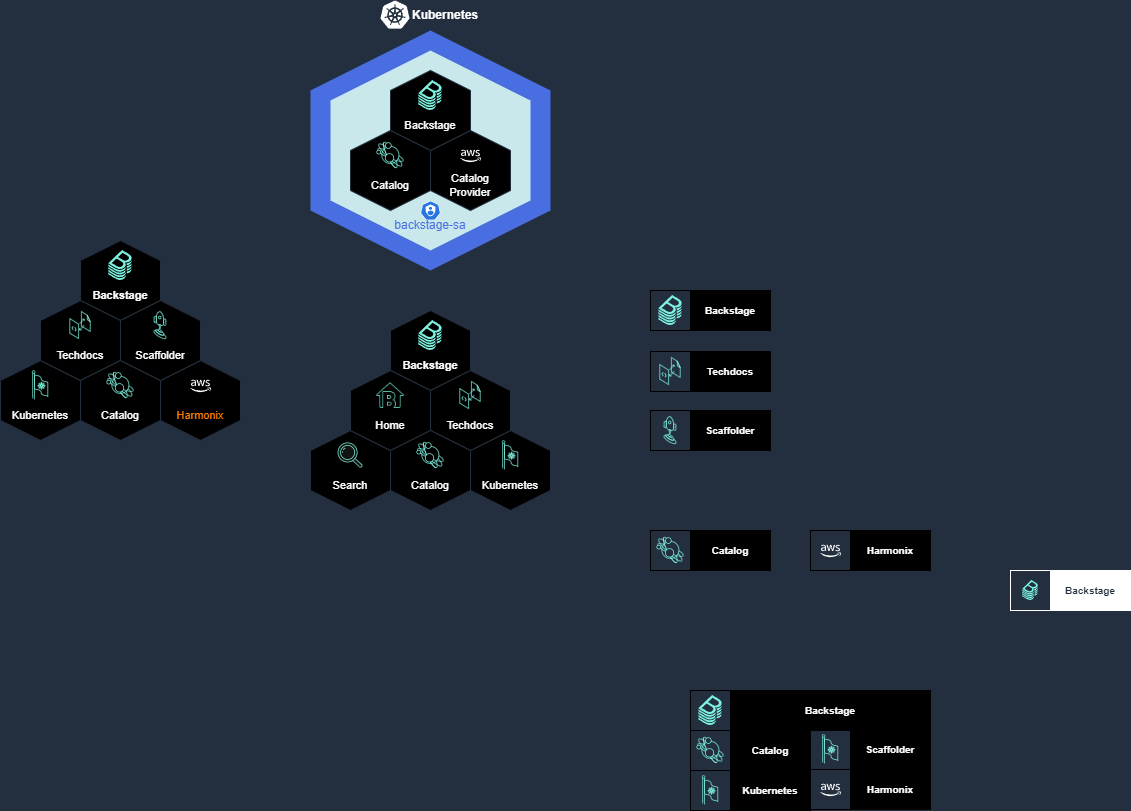 Kubernetes
Backstage
Catalog
aws
Catalog
Provider
backstage-sa
Backstage
Techdocs
Scaffolder
Kubernetes
Catalog
aws
Harmonix
Backstage
Home
Techdocs
Search
Catalog
Kubernetes
Backstage
Techdocs
Scaffolder
Catalog
aws
Harmonix
Backstage
Backstage
Catalog
Scaffolder
Kubernetes
aws
Harmonix